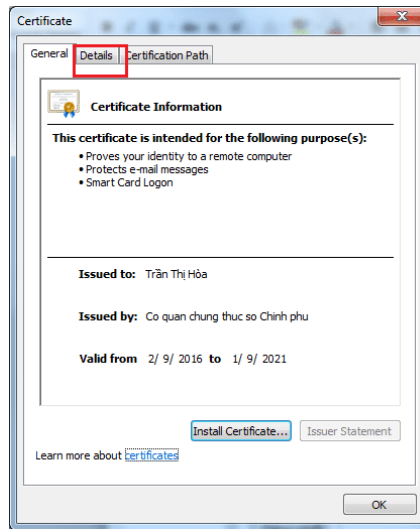 Certificate
General Details Certification Path
Certificate Information
This certificate is intended for the following purpose(s):
• Proves your identity to a remote computer
• Protects e-mail messages
• Smart Card Logon
Issued to: Trần Thị Hòa
Issued by: Co quan chung thuc so Chinh phu
Valid from 2/ 9/ 2016 to 1/ 9/ 2021
Install Certificate... Issuer Statement
Learn more about certificates
OK